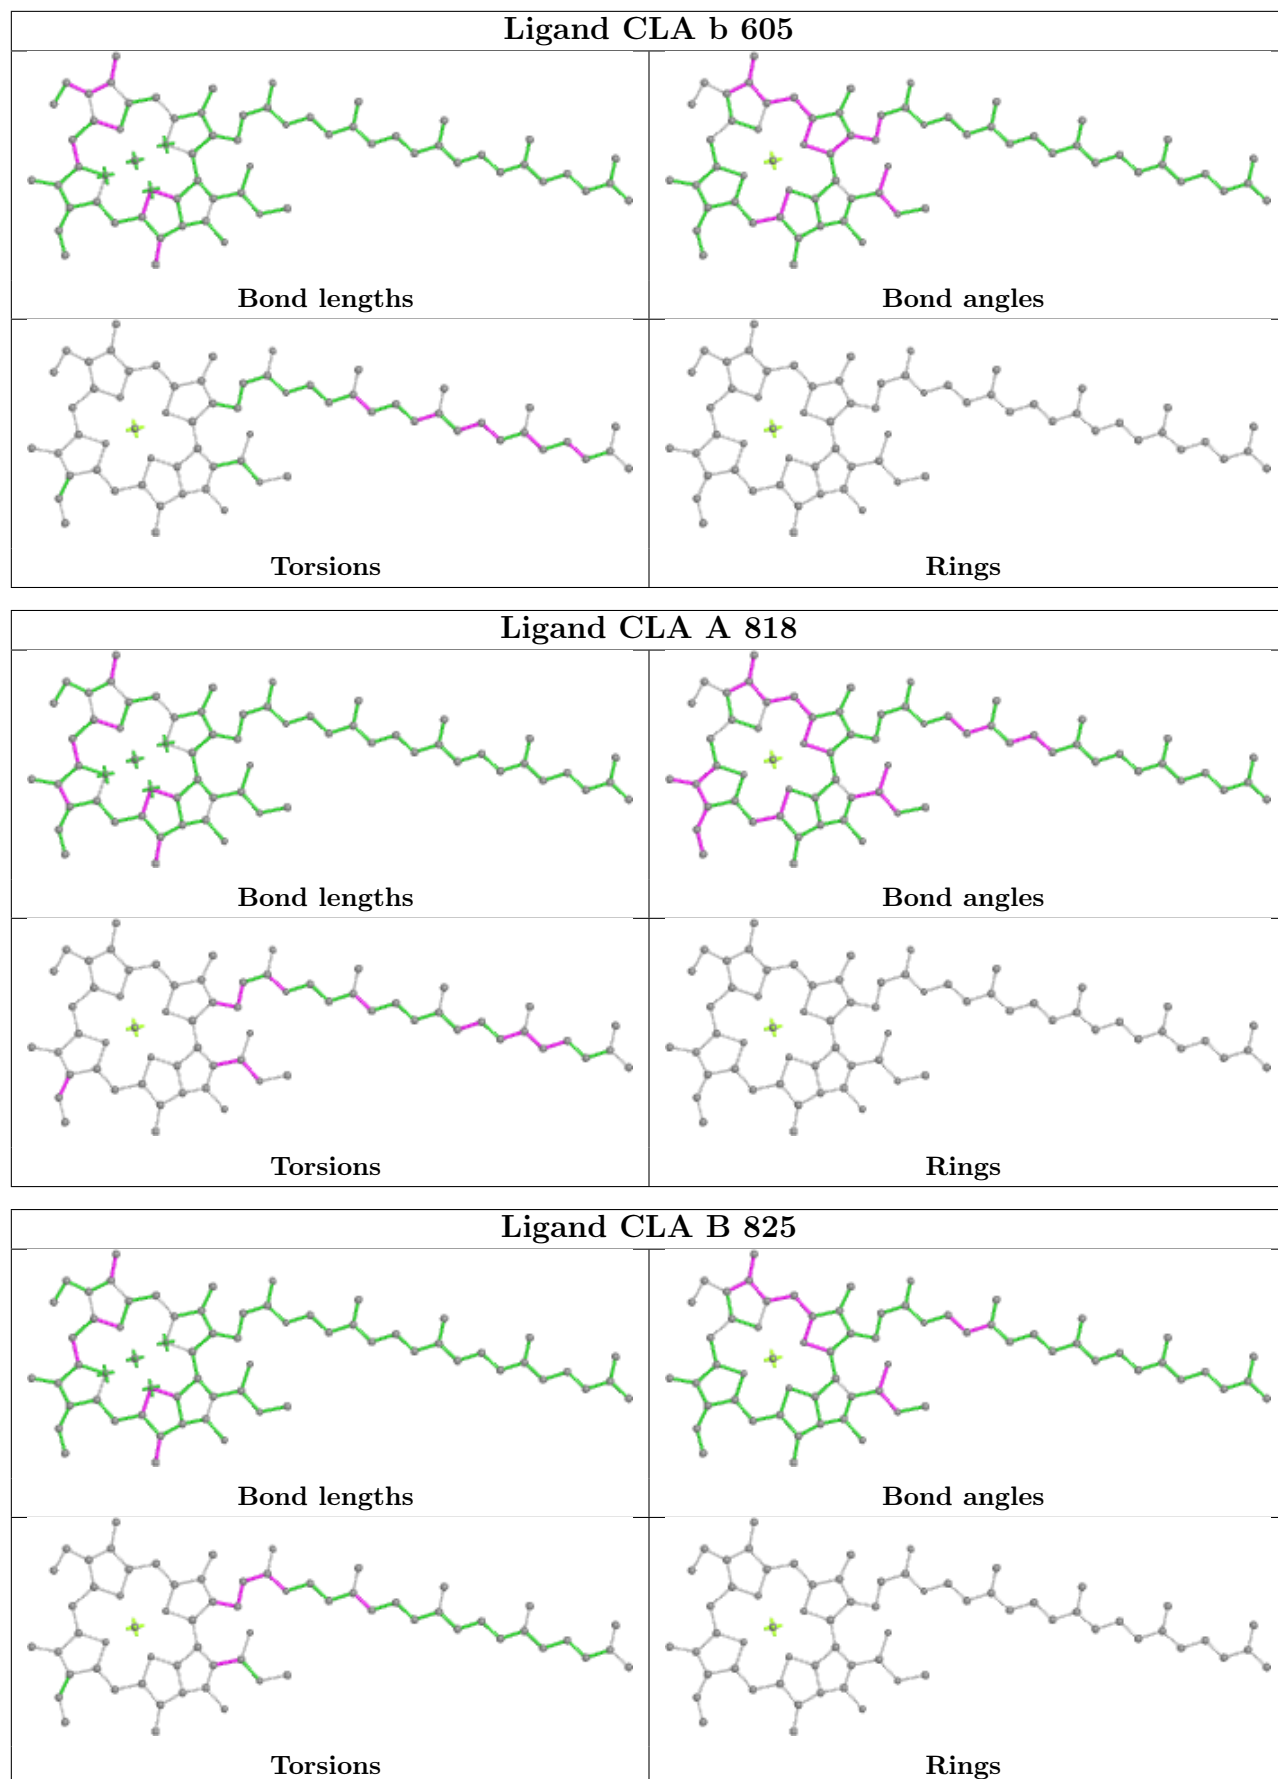 Ligand CLA b 605
Bond lengths
Bond angles
Torsions
Rings
Ligand CLA A 818
Bond lengths
Bond angles
Torsions
Rings
Ligand CLA B 825
Bond lengths
Bond angles
Torsions
Rings